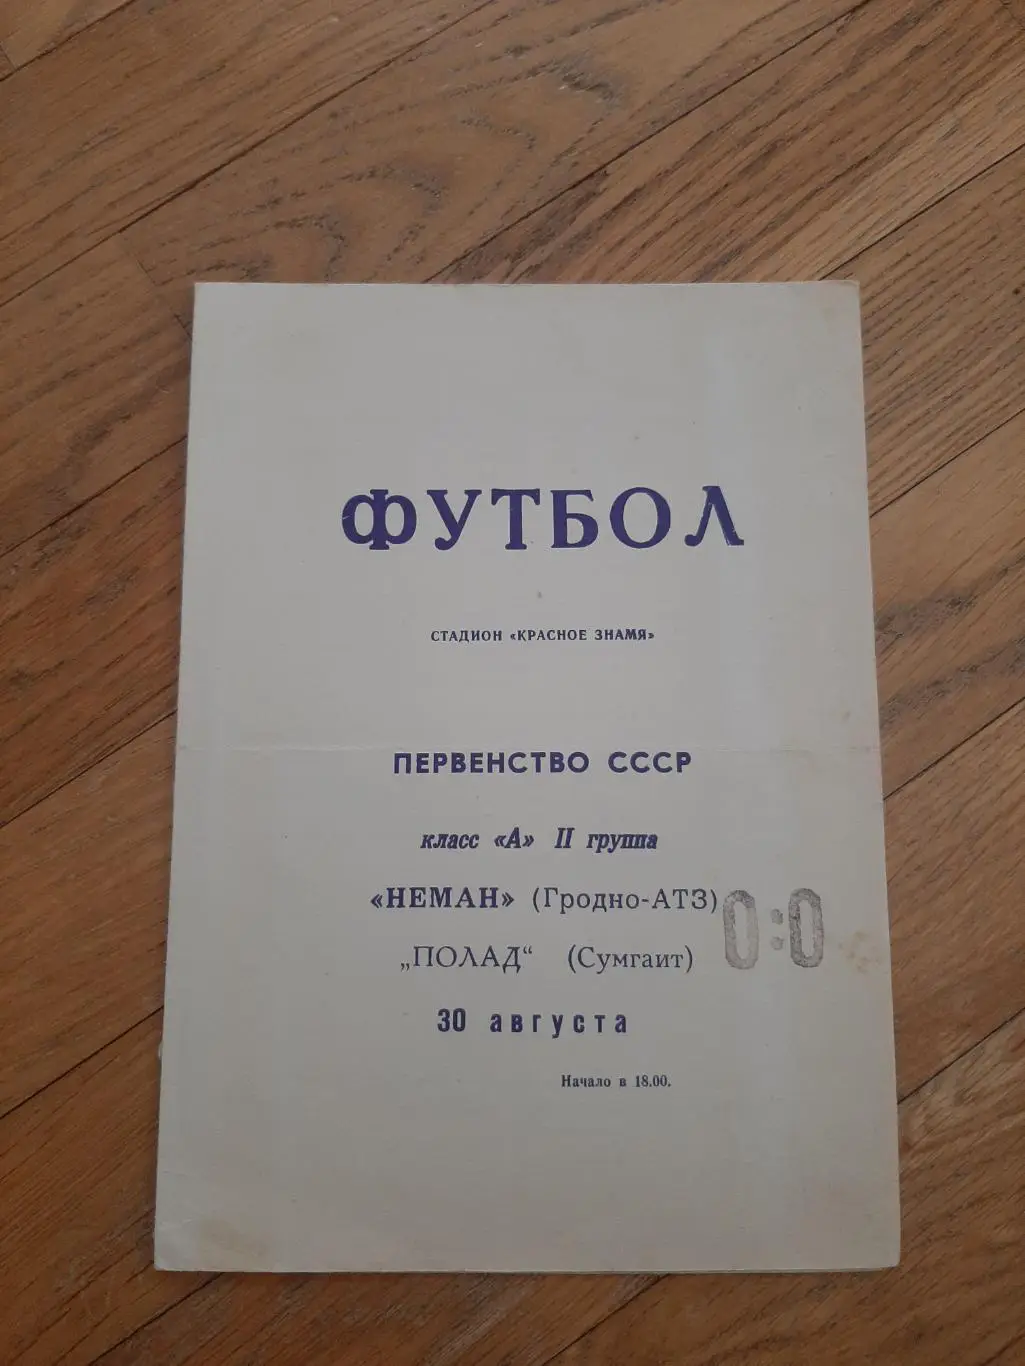 ФУТБОЛ
СТАДИОН «КРАСНОЕ ЗНАМЯ»
ПЕРВЕНСТВО СССР
класс «А» II группа
«НЕМАН» (Гродно-АТЗ)
„ПОЛАД“ (Сумгаит)
0:0
30 августа
Начало в 18.00.